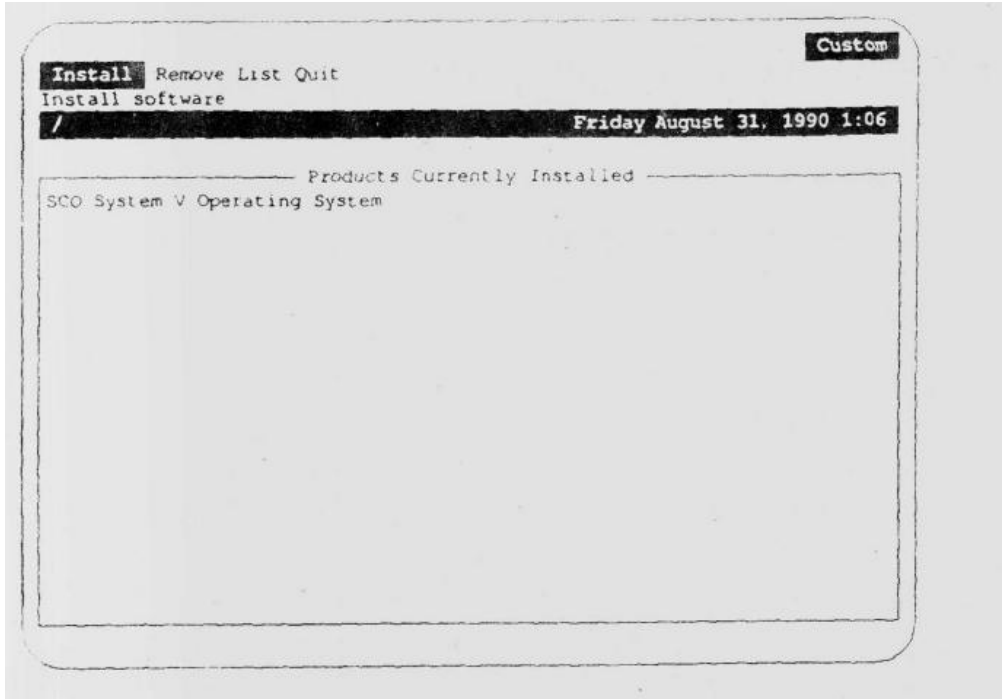 Custom
Install Remove List Quit
Install software
/ Friday August 31, 1990 1:06
Products Currently Installed
SCO System V Operating System